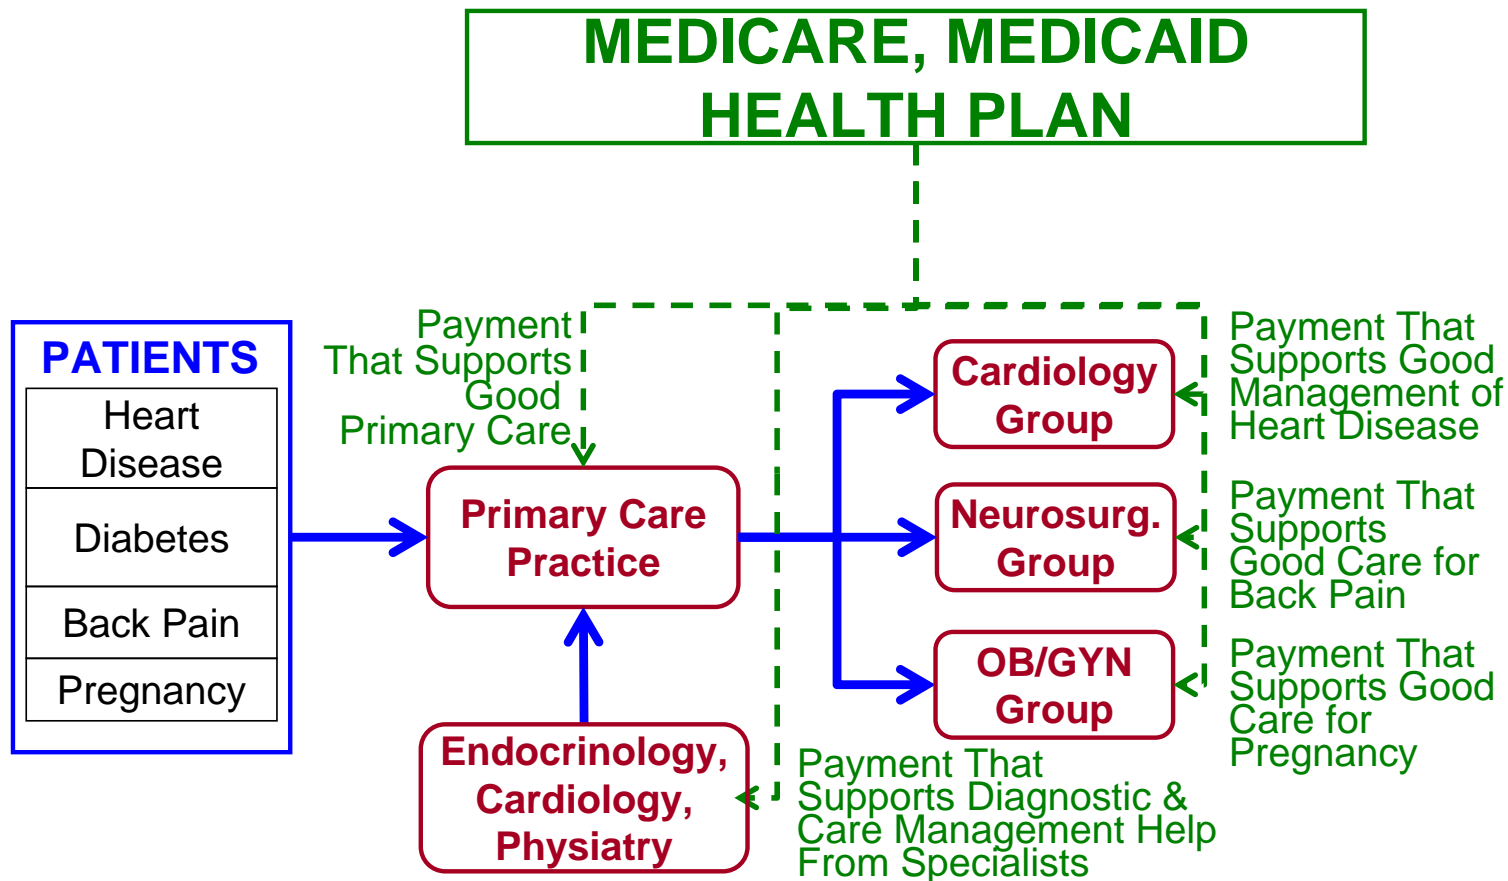 MEDICARE, MEDICAID
HEALTH PLAN
PATIENTS
Heart
Disease
Diabetes
Back Pain
Pregnancy
Payment
That Supports
Good
Primary Care
Primary Care
Practice
Endocrinology,
Cardiology,
Physiatry
Payment That
Supports Diagnostic &
Care Management Help
From Specialists
Cardiology
Group
Neurosurg.
Group
OB/GYN
Group
Payment That
Supports Good
Management of
Heart Disease
Payment That
Supports
Good Care for
Back Pain
Payment That
Supports Good
Care for
Pregnancy